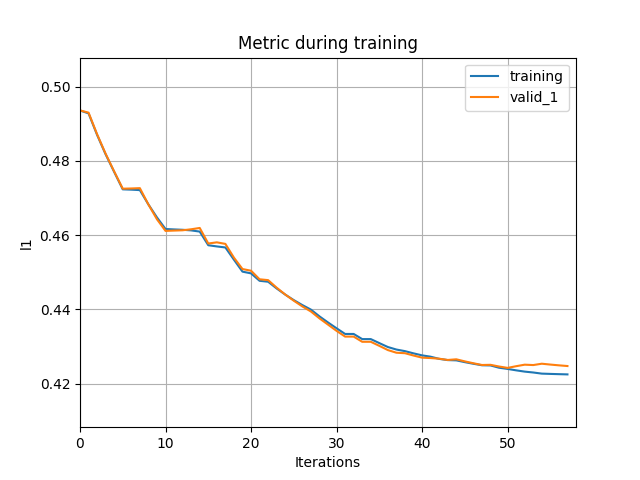 Metric during training
training
valid_1
0.50
0.48
0.46
0.44
0.42
l1
0 10 20 30 40 50
Iterations